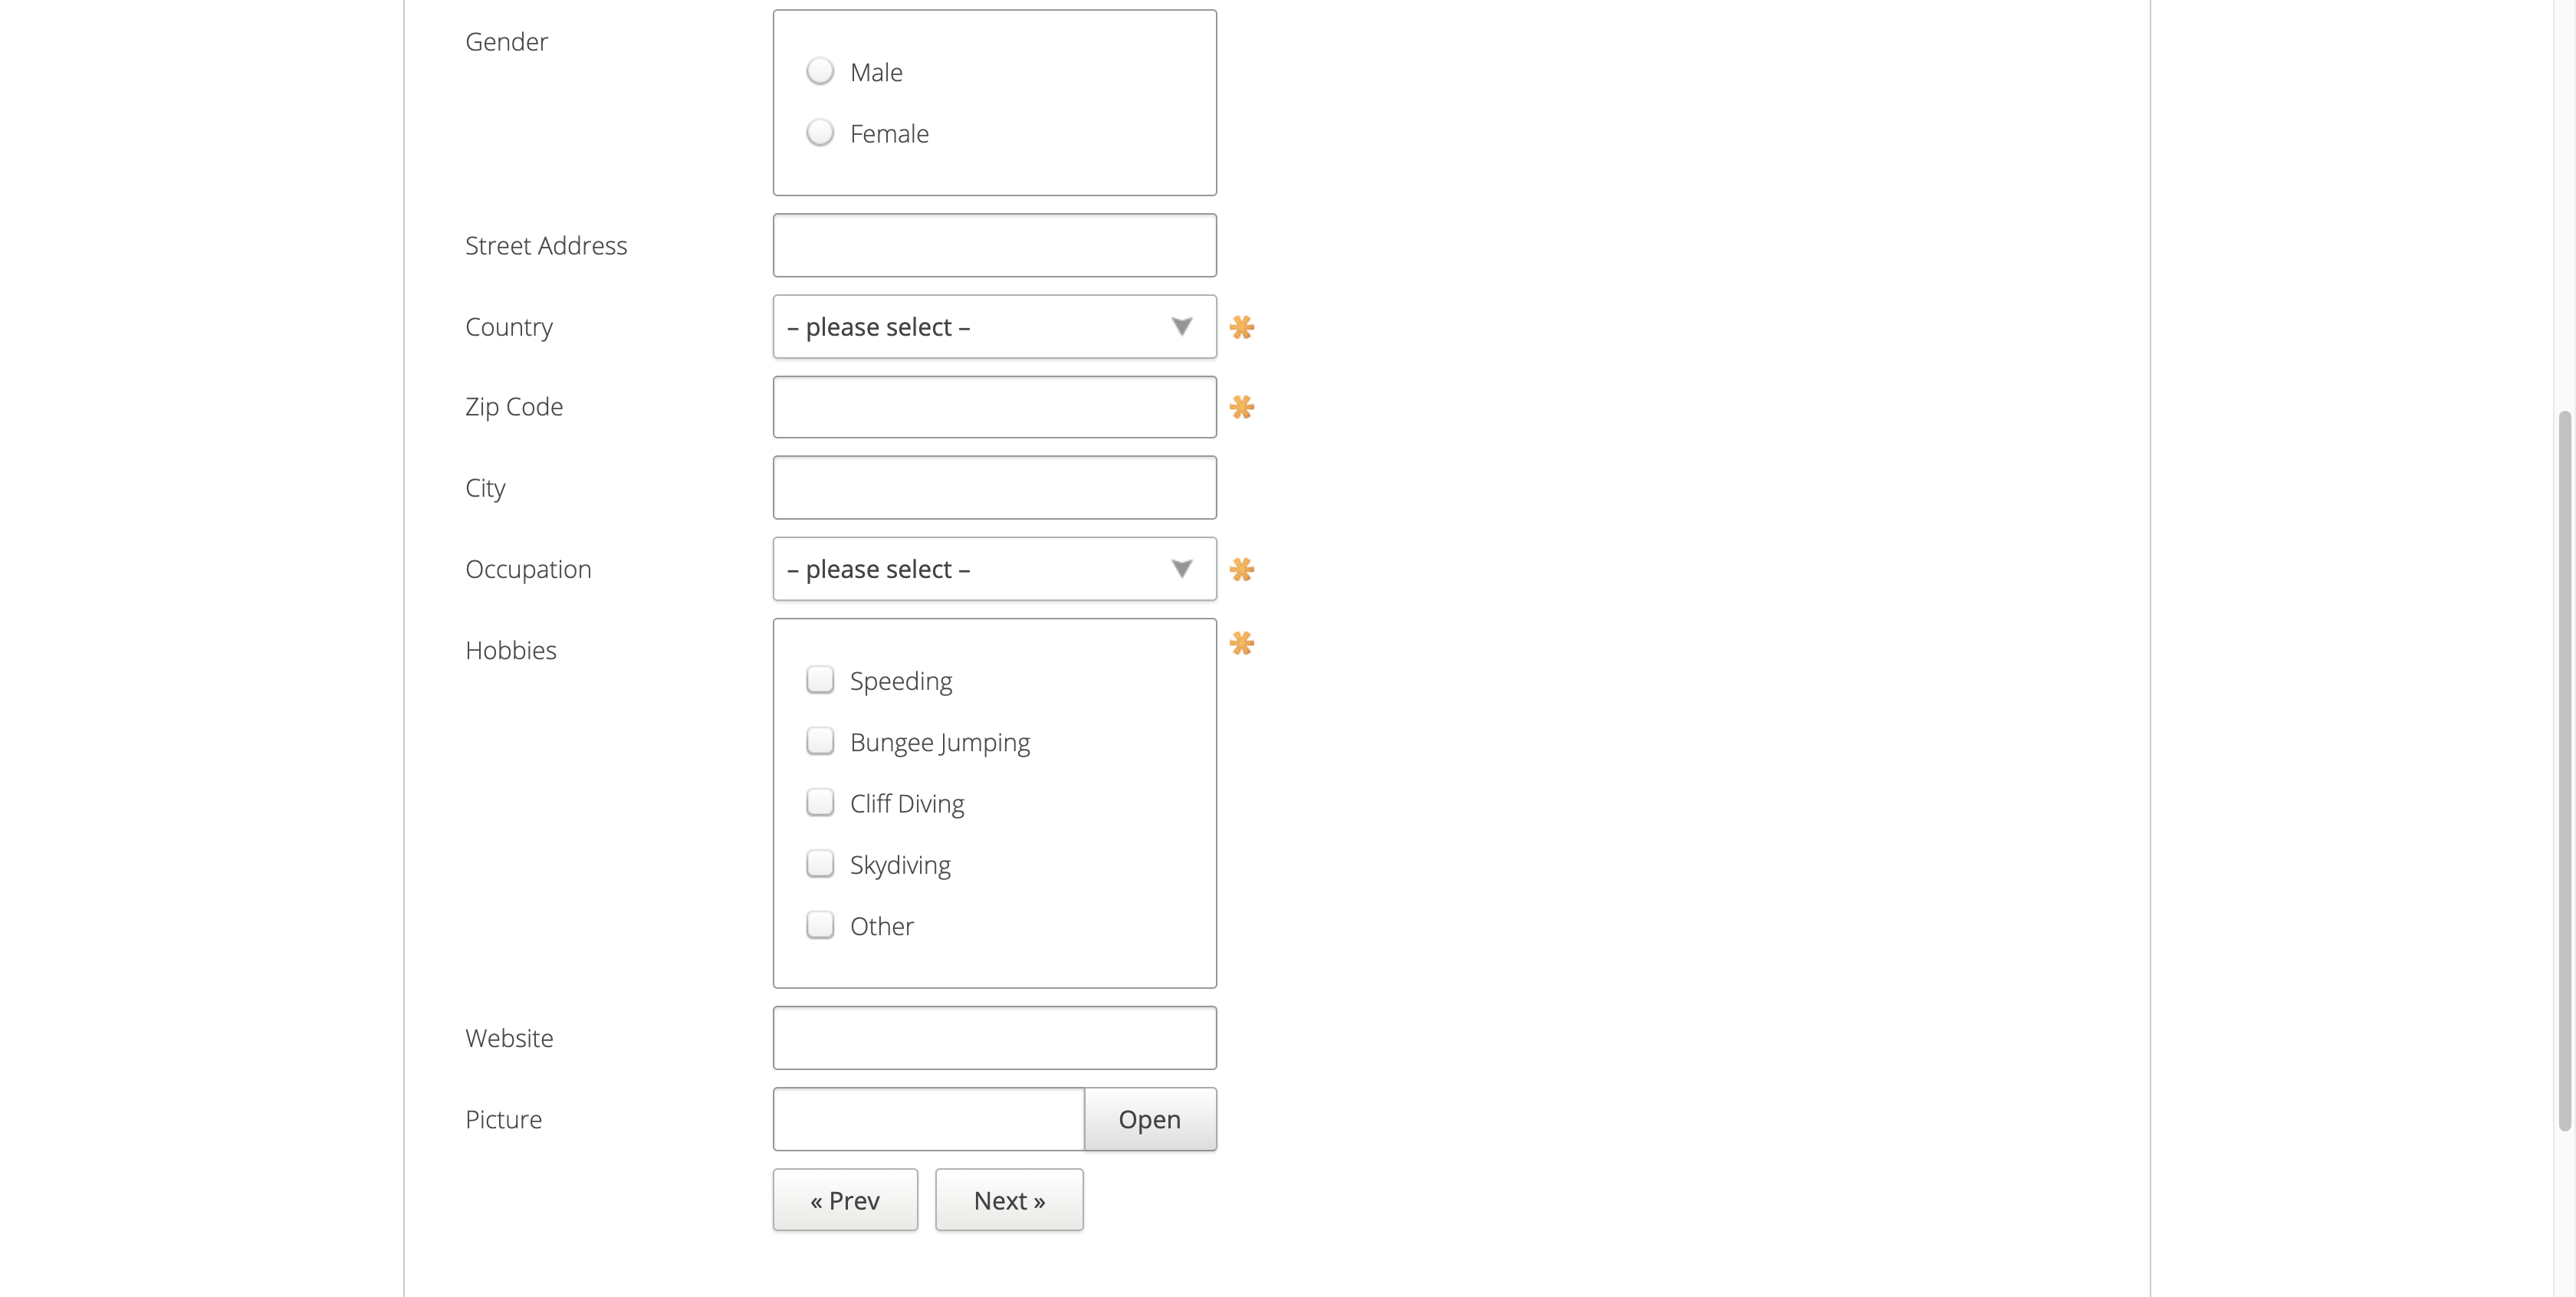 Gender
Male
Female
Street Address
Country
– please select –
Zip Code
City
Occupation
– please select –
Hobbies
Speeding
Bungee Jumping
Cliff Diving
Skydiving
Other
Website
Picture
Open
« Prev
Next »